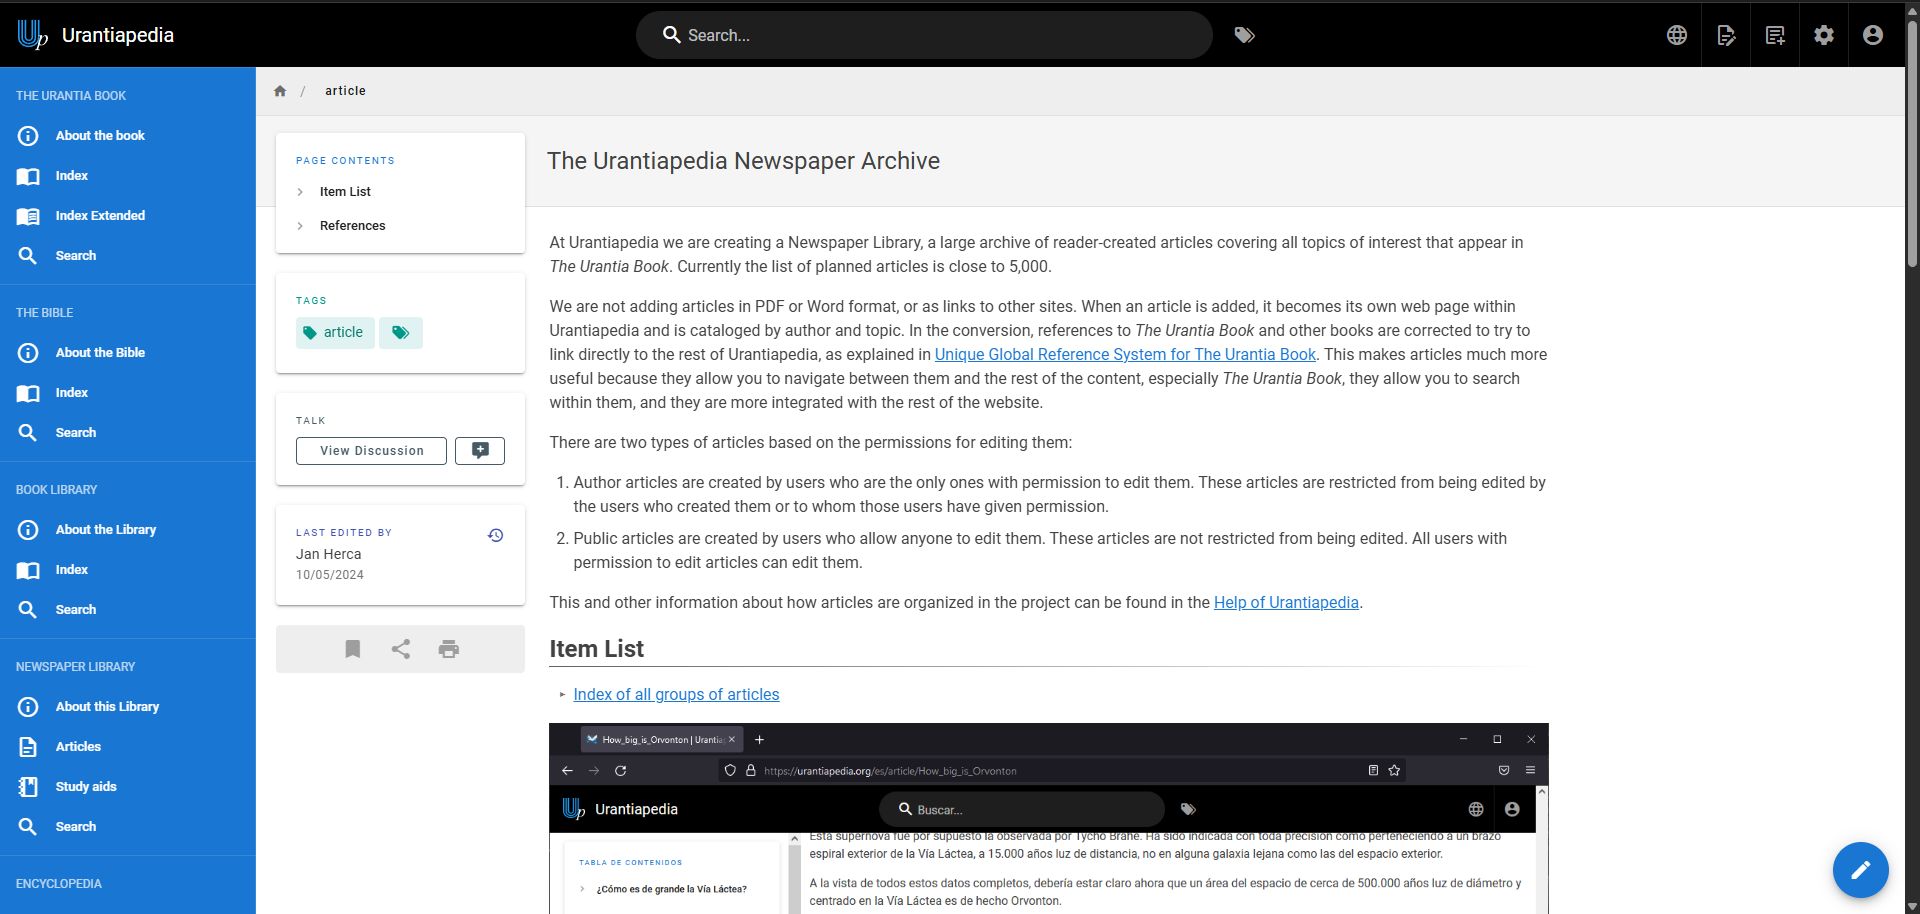 Urantiapedia
Search...
THE URANTIA BOOK
About the book
Index
Index Extended
Search
THE BIBLE
About the Bible
Index
Search
BOOK LIBRARY
About the Library
Index
Search
NEWSPAPER LIBRARY
About this Library
Articles
Study aids
Search
ENCYCLOPEDIA
/ article
PAGE CONTENTS
Item List
References
TAGS
article
TALK
View Discussion
LAST EDITED BY
Jan Herca
10/05/2024
The Urantiapedia Newspaper Archive
At Urantiapedia we are creating a Newspaper Library, a large archive of reader-created articles covering all topics of interest that appear in
The Urantia Book. Currently the list of planned articles is close to 5,000.
We are not adding articles in PDF or Word format, or as links to other sites. When an article is added, it becomes its own web page within
Urantiapedia and is cataloged by author and topic. In the conversion, references to The Urantia Book and other books are corrected to try to
link directly to the rest of Urantiapedia, as explained in Unique Global Reference System for The Urantia Book. This makes articles much more
useful because they allow you to navigate between them and the rest of the content, especially The Urantia Book, they allow you to search
within them, and they are more integrated with the rest of the website.
There are two types of articles based on the permissions for editing them:
1. Author articles are created by users who are the only ones with permission to edit them. These articles are restricted from being edited by
the users who created them or to whom those users have given permission.
2. Public articles are created by users who allow anyone to edit them. These articles are not restricted from being edited. All users with
permission to edit articles can edit them.
This and other information about how articles are organized in the project can be found in the Help of Urantiapedia.
Item List
Index of all groups of articles
How_big_is_Orvonton | Urantia
https://urantiapedia.org/es/article/How_big_is_Orvonton
Urantiapedia
Buscar...
TABLA DE CONTENIDOS
¿Cómo es de grande la Vía Láctea?
Esta supernova fue por supuesto la observada por Tycho Brahe. Ha sido indicada con toda precisión como perteneciendo a un brazo
espiral exterior de la Vía Láctea, a 15.000 años luz de distancia, no en alguna galaxia lejana como las del espacio exterior.
A la vista de todos estos datos completos, debería estar claro ahora que un área del espacio de cerca de 500.000 años luz de diámetro y
centrado en la Vía Láctea es de hecho Orvonton.